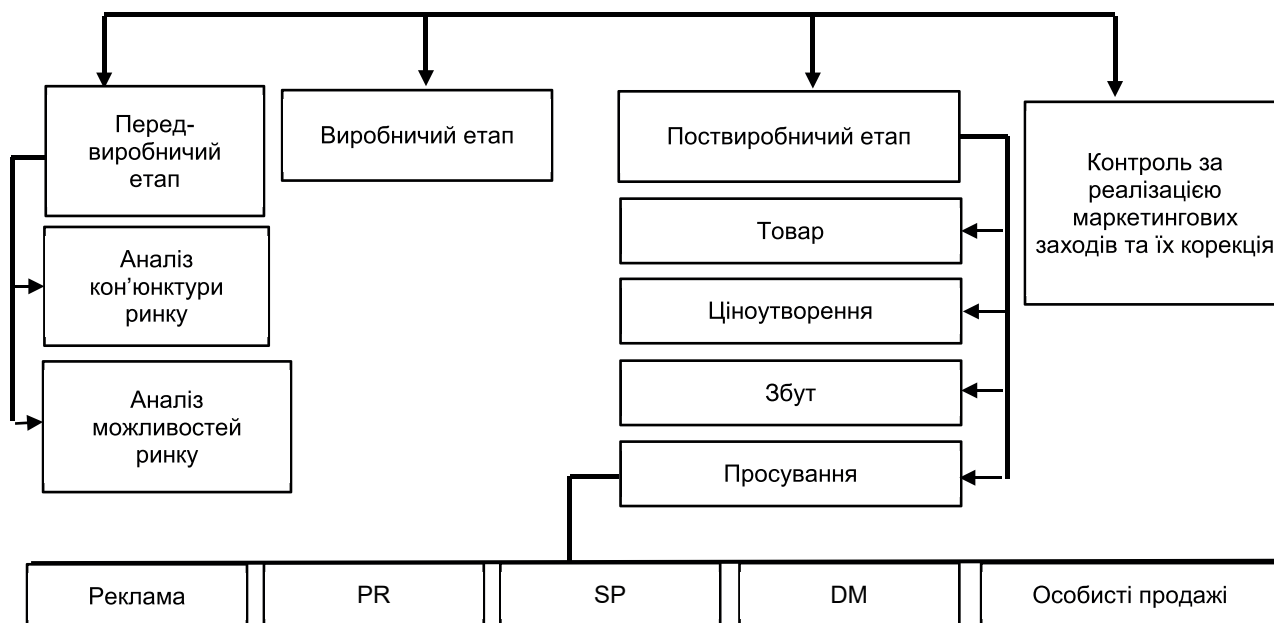 Перед-
виробничий
етап
Виробничий етап
Поствиробничий етап
Контроль за
реалізацією
маркетингових
заходів та їх корекція
Аналіз
кон’юнктури
ринку
Аналіз
можливостей
ринку
Товар
Ціноутворення
Збут
Просування
Реклама
PR
SP
DM
Особисті продажі